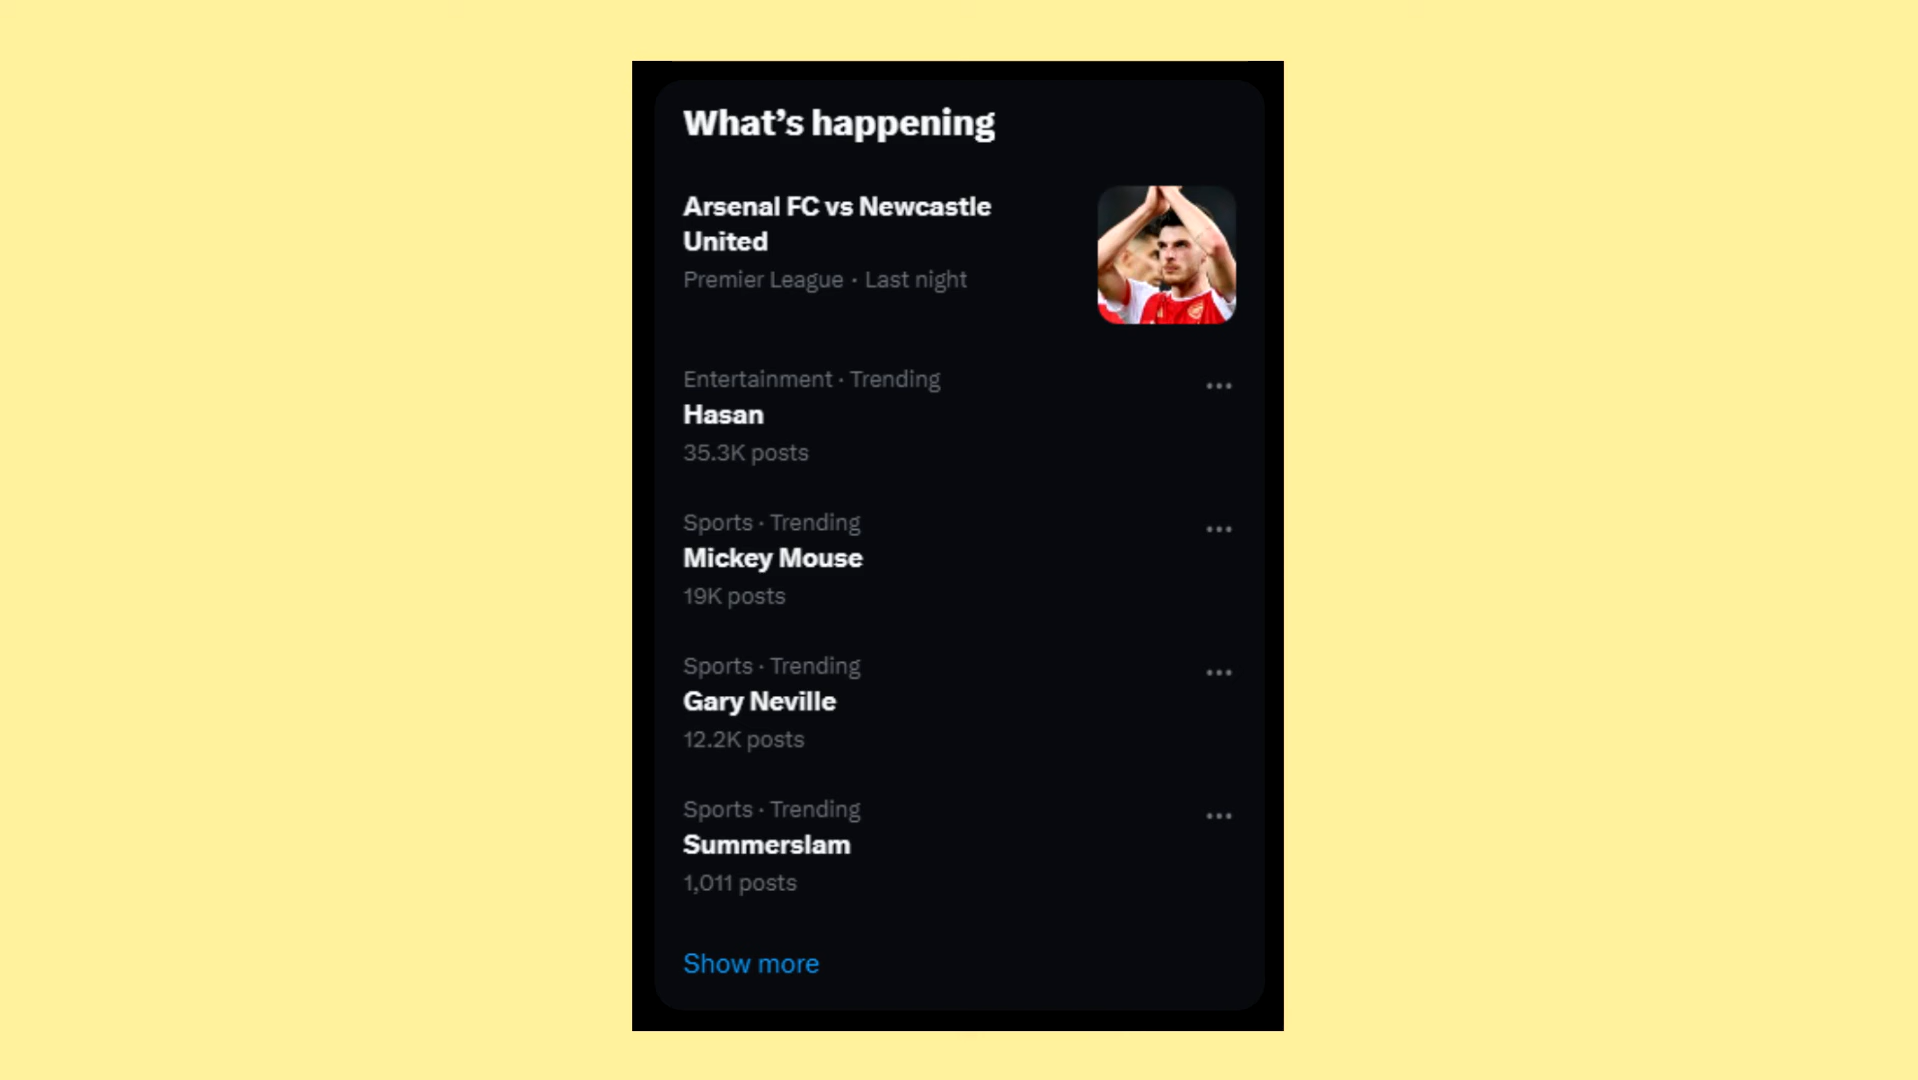 What’s happening
Arsenal FC vs Newcastle
United
Premier League · Last night
Entertainment · Trending
Hasan
35.3K posts
Sports · Trending
Mickey Mouse
19K posts
Sports · Trending
Gary Neville
12.2K posts
Sports · Trending
Summerslam
1,011 posts
Show more